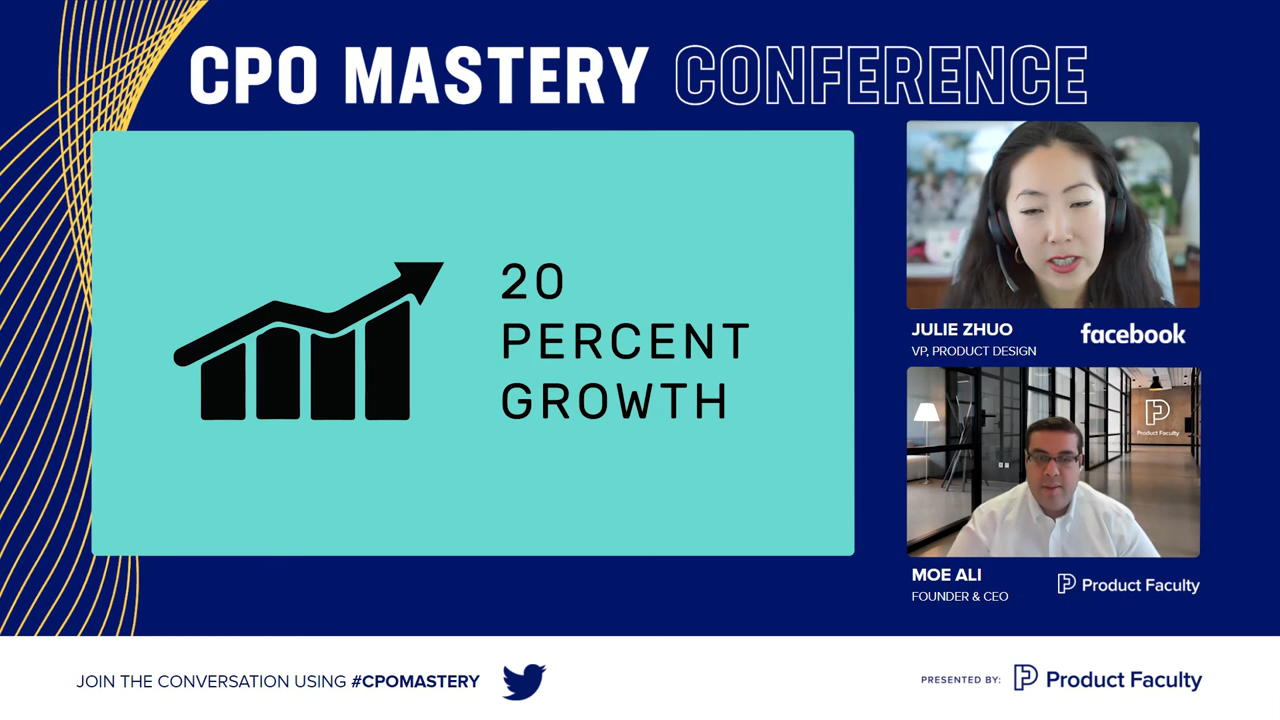 CPO MASTERY CONFERENCE
20
PERCENT
GROWTH
JULIE ZHUO
VP, PRODUCT DESIGN
facebook
Product Faculty
MOE ALI
FOUNDER & CEO
Product Faculty
JOIN THE CONVERSATION USING #CPOMASTERY
PRESENTED BY: Product Faculty